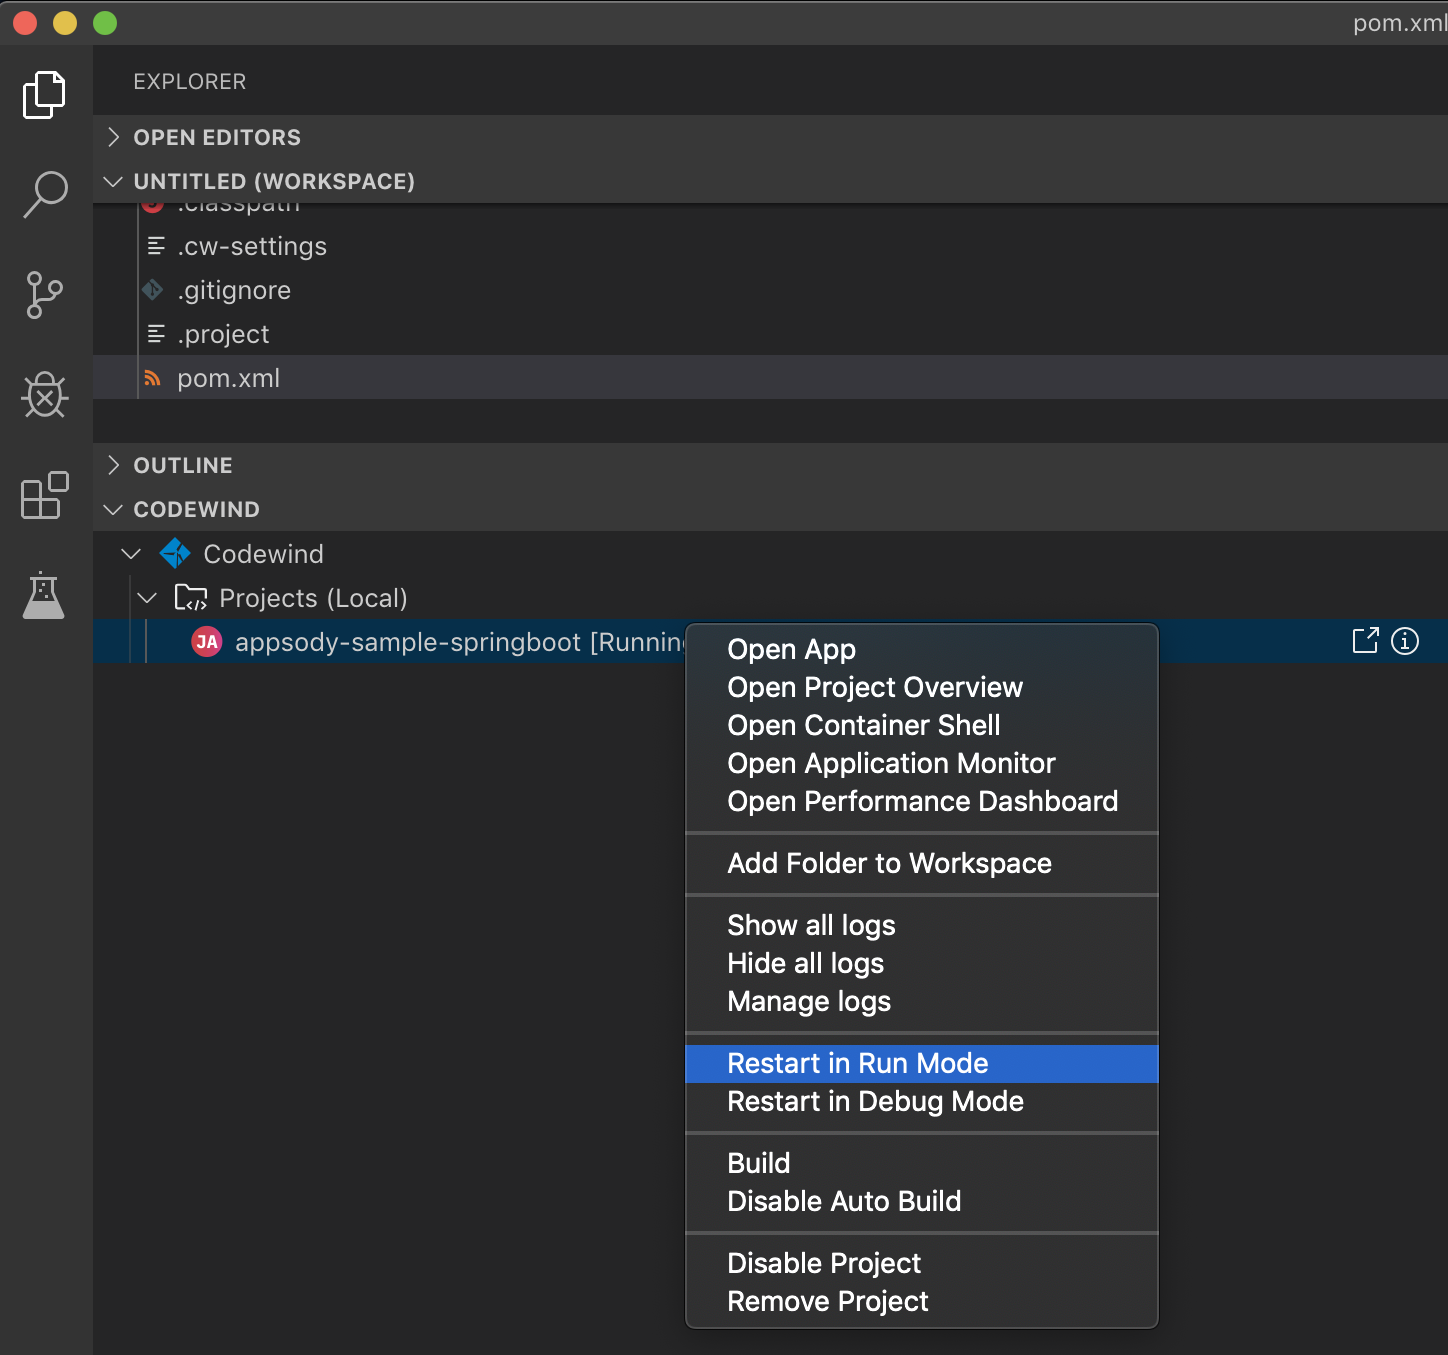 pom.xml
EXPLORER
OPEN EDITORS
UNTITLED (WORKSPACE)
.classpath
.cw-settings
.gitignore
.project
pom.xml
OUTLINE
CODEWIND
Codewind
Projects (Local)
JA appsody-sample-springboot [Running
Open App
Open Project Overview
Open Container Shell
Open Application Monitor
Open Performance Dashboard
Add Folder to Workspace
Show all logs
Hide all logs
Manage logs
Restart in Run Mode
Restart in Debug Mode
Build
Disable Auto Build
Disable Project
Remove Project